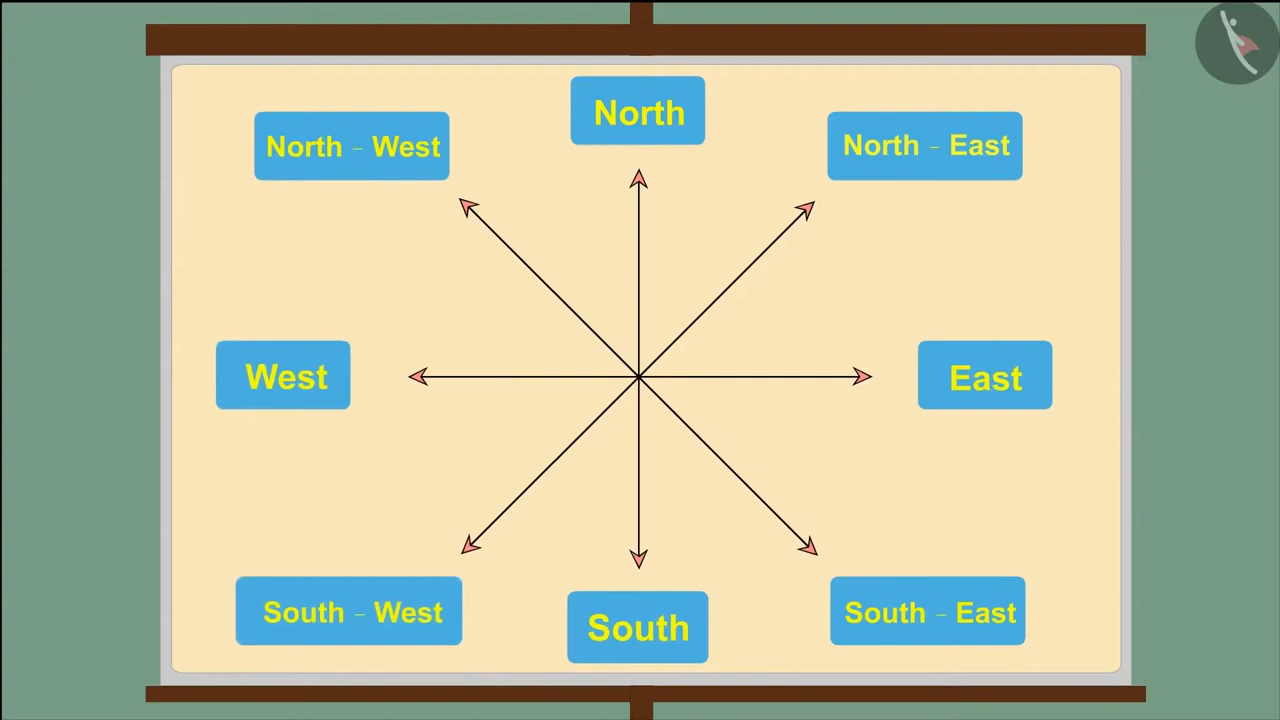 North
North - West
North - East
West
East
South - West
South
South - East